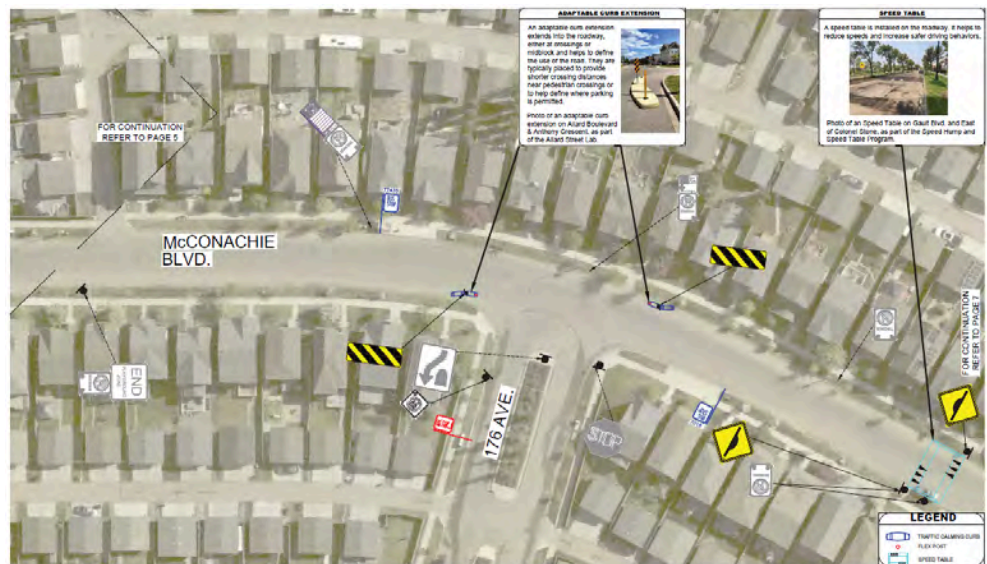 ADAPTABLE CURB EXTENSION
An adaptable curb extension
extends into the roadway,
either at crossings or
midblock and helps to define
the use of the road. They are
typically placed to provide
shorter crossing distances
near pedestrian crossings or
to help define where parking
is permitted.
Photo of an adaptable curb
extension on Allard Boulevard
& Anthony Crescent, as part
of the Allard Street Lab.
SPEED TABLE
A speed table is installed on the roadway. It helps to
reduce speeds and increase safer driving behaviors.
Photo of an Speed Table on Gault Blvd. and East
of Colonel Stone, as part of the Speed Hump and
Speed Table Program.
FOR CONTINUATION
REFER TO PAGE 5
McCONACHIE
BLVD.
FOR CONTINUATION
REFER TO PAGE 7
END
176 AVE.
STOP
LEGEND
TRAFFIC CALMING CURB
FLEX POST
SPEED TABLE